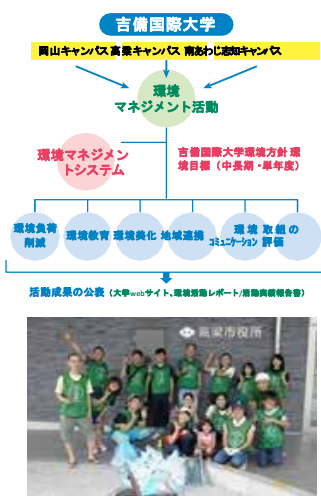 吉備国際大学
岡山キャンパス 高梁キャンパス 南あわじ志知キャンパス
環境
マネジメント活動
環境マネジメン
トシステム
吉備国際大学環境方針 環
境目標（中長期・単年度）
環境負荷
削減
環境教育
環境美化
地域連携
環境
コミュニケーション
取組の
評価
活動成果の公表（大学webサイト、環境活動レポート/活動実績報告書）
高梁市役所